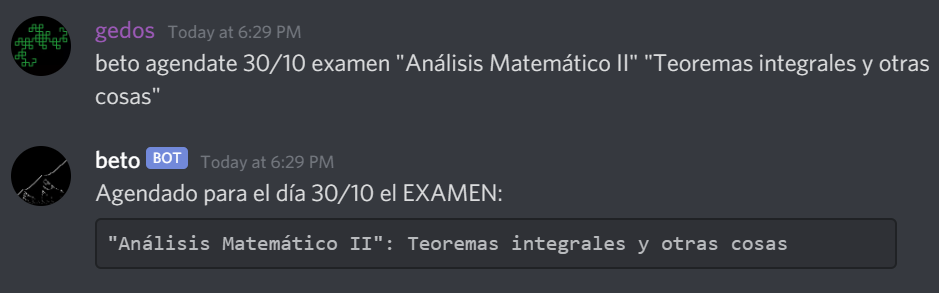 gedos Today at 6:29 PM
beto agendate 30/10 examen "Análisis Matemático II" "Teoremas integrales y otras
cosas"
beto BOT Today at 6:29 PM
Agendado para el día 30/10 el EXAMEN:
"Análisis Matemático II": Teoremas integrales y otras cosas